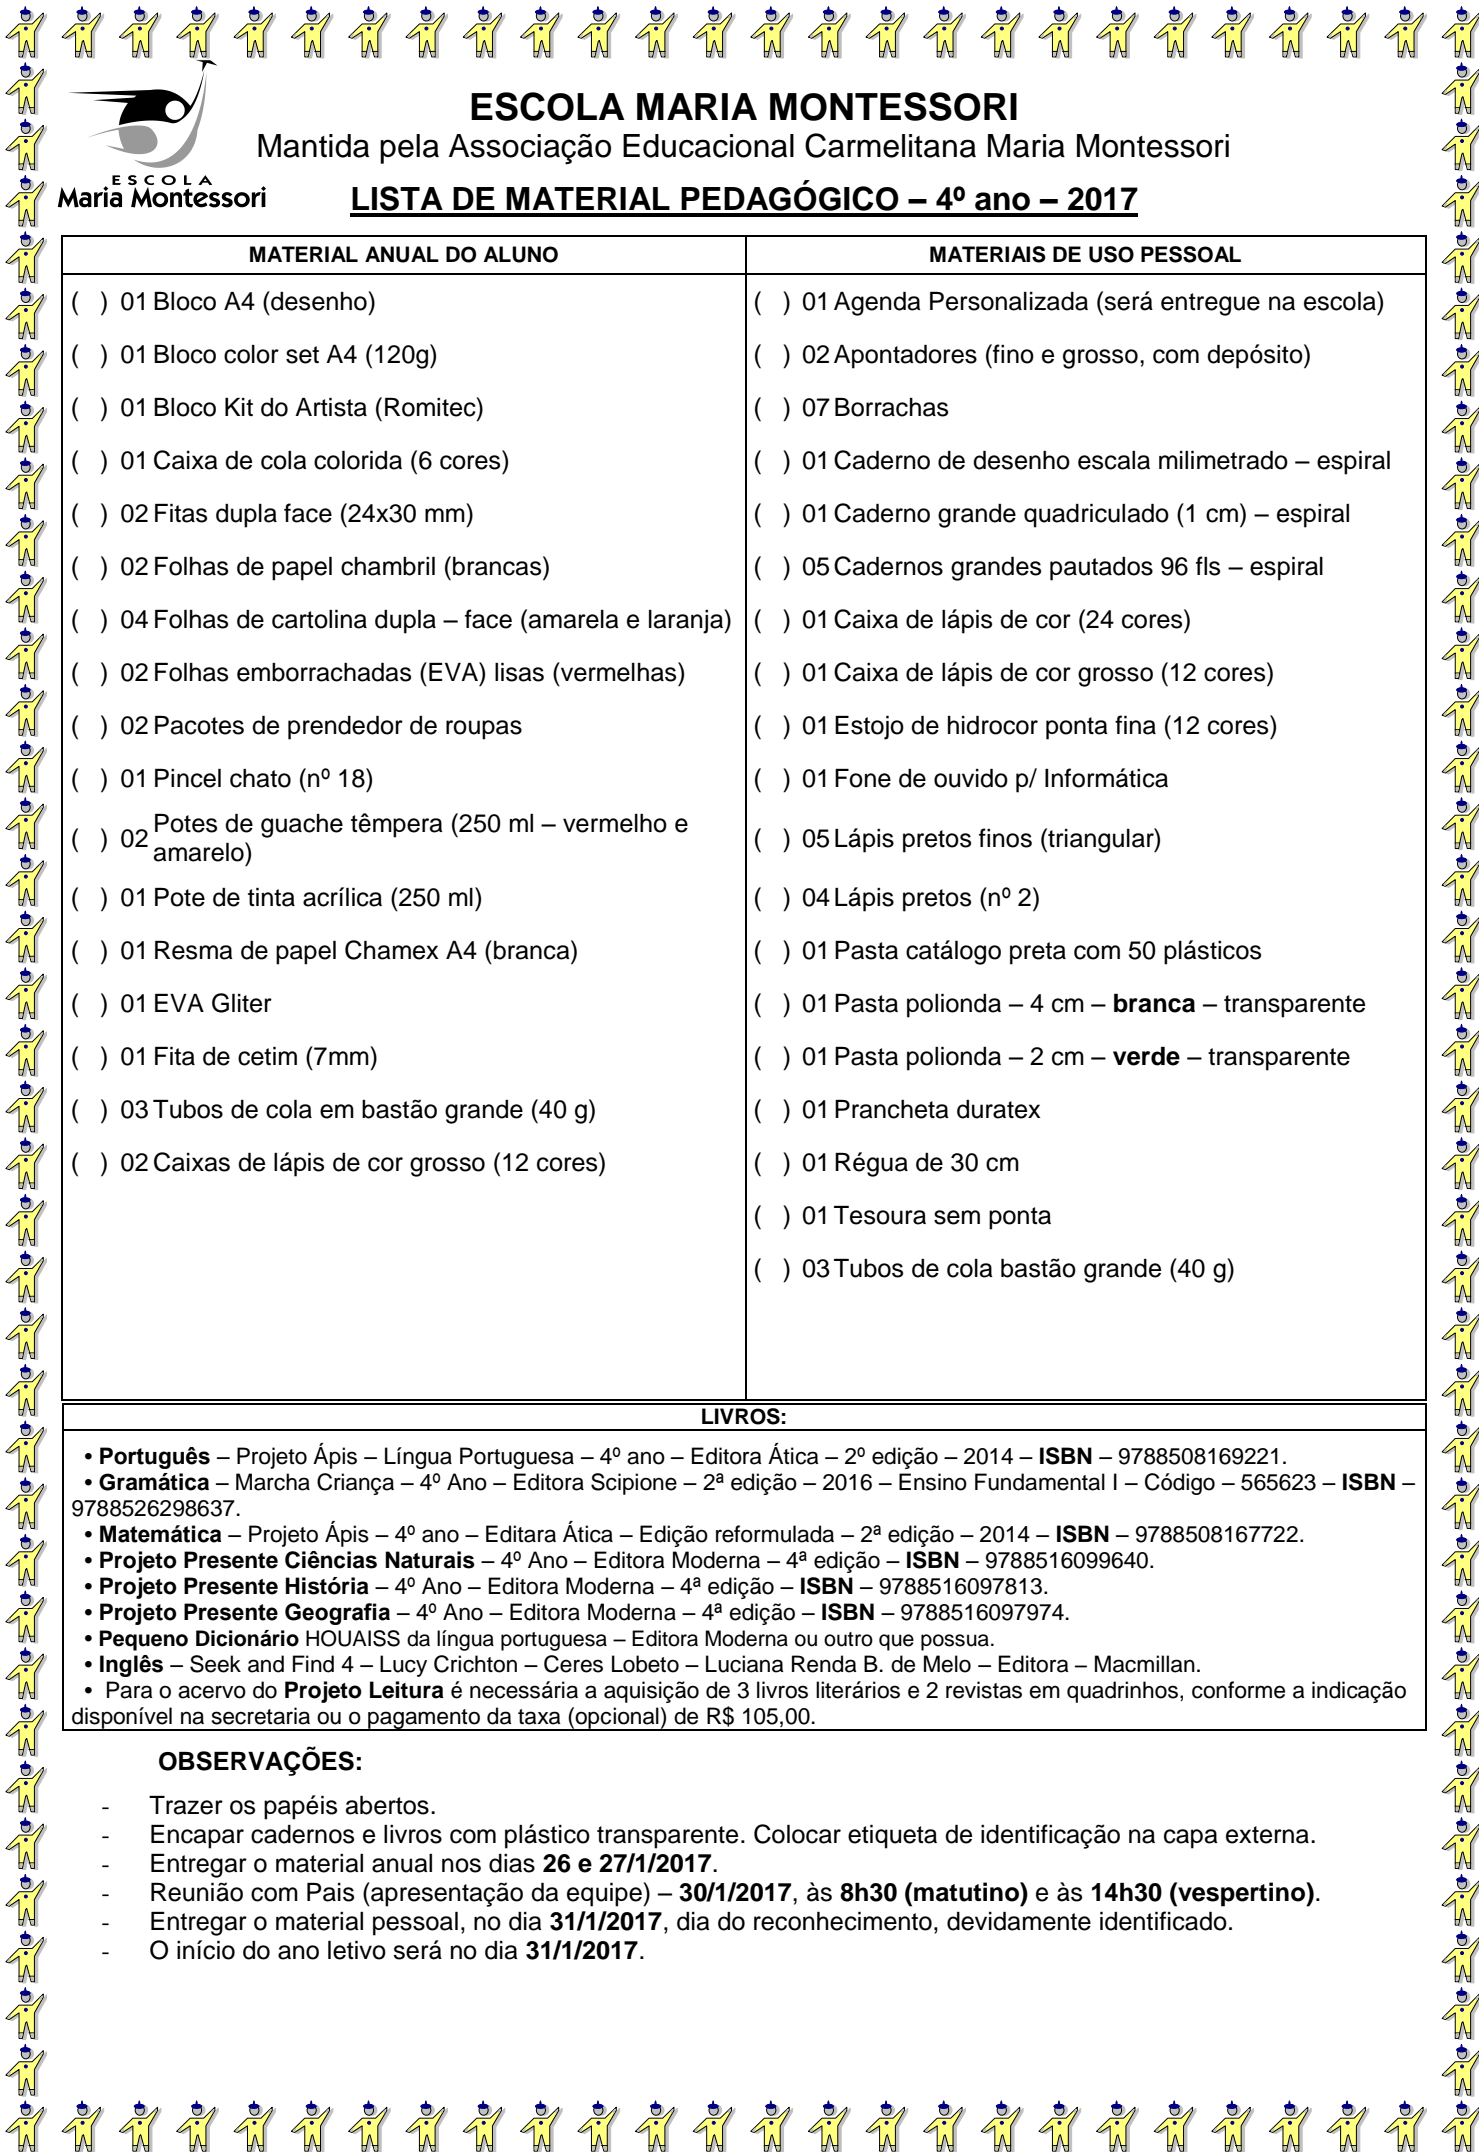 ESCOLA MARIA MONTESSORI
Mantida pela Associação Educacional Carmelitana Maria Montessori
ESCOLA
Maria Montessori
LISTA DE MATERIAL PEDAGÓGICO – 4º ano – 2017
MATERIAL ANUAL DO ALUNO
( ) 01 Bloco A4 (desenho)
( ) 01 Bloco color set A4 (120g)
( ) 01 Bloco Kit do Artista (Romitec)
( ) 01 Caixa de cola colorida (6 cores)
( ) 02 Fitas dupla face (24x30 mm)
( ) 02 Folhas de papel chambril (brancas)
( ) 04 Folhas de cartolina dupla – face (amarela e laranja)
( ) 02 Folhas emborrachadas (EVA) lisas (vermelhas)
( ) 02 Pacotes de prendedor de roupas
( ) 01 Pincel chato (nº 18)
( ) 02 Potes de guache têmpera (250 ml – vermelho e
amarelo)
( ) 01 Pote de tinta acrílica (250 ml)
( ) 01 Resma de papel Chamex A4 (branca)
( ) 01 EVA Gliter
( ) 01 Fita de cetim (7mm)
( ) 03 Tubos de cola em bastão grande (40 g)
( ) 02 Caixas de lápis de cor grosso (12 cores)
MATERIAIS DE USO PESSOAL
( ) 01 Agenda Personalizada (será entregue na escola)
( ) 02 Apontadores (fino e grosso, com depósito)
( ) 07 Borrachas
( ) 01 Caderno de desenho escala milimetrado – espiral
( ) 01 Caderno grande quadriculado (1 cm) – espiral
( ) 05 Cadernos grandes pautados 96 fls – espiral
( ) 01 Caixa de lápis de cor (24 cores)
( ) 01 Caixa de lápis de cor grosso (12 cores)
( ) 01 Estojo de hidrocor ponta fina (12 cores)
( ) 01 Fone de ouvido p/ Informática
( ) 05 Lápis pretos finos (triangular)
( ) 04 Lápis pretos (nº 2)
( ) 01 Pasta catálogo preta com 50 plásticos
( ) 01 Pasta polionda – 4 cm – branca – transparente
( ) 01 Pasta polionda – 2 cm – verde – transparente
( ) 01 Prancheta duratex
( ) 01 Régua de 30 cm
( ) 01 Tesoura sem ponta
( ) 03 Tubos de cola bastão grande (40 g)
LIVROS:
• Português – Projeto Ápis – Língua Portuguesa – 4º ano – Editora Ática – 2º edição – 2014 – ISBN – 9788508169221.
• Gramática – Marcha Criança – 4º Ano – Editora Scipione – 2ª edição – 2016 – Ensino Fundamental I – Código – 565623 – ISBN –
9788526298637.
• Matemática – Projeto Ápis – 4º ano – Editara Ática – Edição reformulada – 2ª edição – 2014 – ISBN – 9788508167722.
• Projeto Presente Ciências Naturais – 4º Ano – Editora Moderna – 4ª edição – ISBN – 9788516099640.
• Projeto Presente História – 4º Ano – Editora Moderna – 4ª edição – ISBN – 9788516097813.
• Projeto Presente Geografia – 4º Ano – Editora Moderna – 4ª edição – ISBN – 9788516097974.
• Pequeno Dicionário HOUAISS da língua portuguesa – Editora Moderna ou outro que possua.
• Inglês – Seek and Find 4 – Lucy Crichton – Ceres Lobeto – Luciana Renda B. de Melo – Editora – Macmillan.
• Para o acervo do Projeto Leitura é necessária a aquisição de 3 livros literários e 2 revistas em quadrinhos, conforme a indicação
disponível na secretaria ou o pagamento da taxa (opcional) de R$ 105,00.
OBSERVAÇÕES:
- Trazer os papéis abertos.
- Encapar cadernos e livros com plástico transparente. Colocar etiqueta de identificação na capa externa.
- Entregar o material anual nos dias 26 e 27/1/2017.
- Reunião com Pais (apresentação da equipe) – 30/1/2017, às 8h30 (matutino) e às 14h30 (vespertino).
- Entregar o material pessoal, no dia 31/1/2017, dia do reconhecimento, devidamente identificado.
- O início do ano letivo será no dia 31/1/2017.